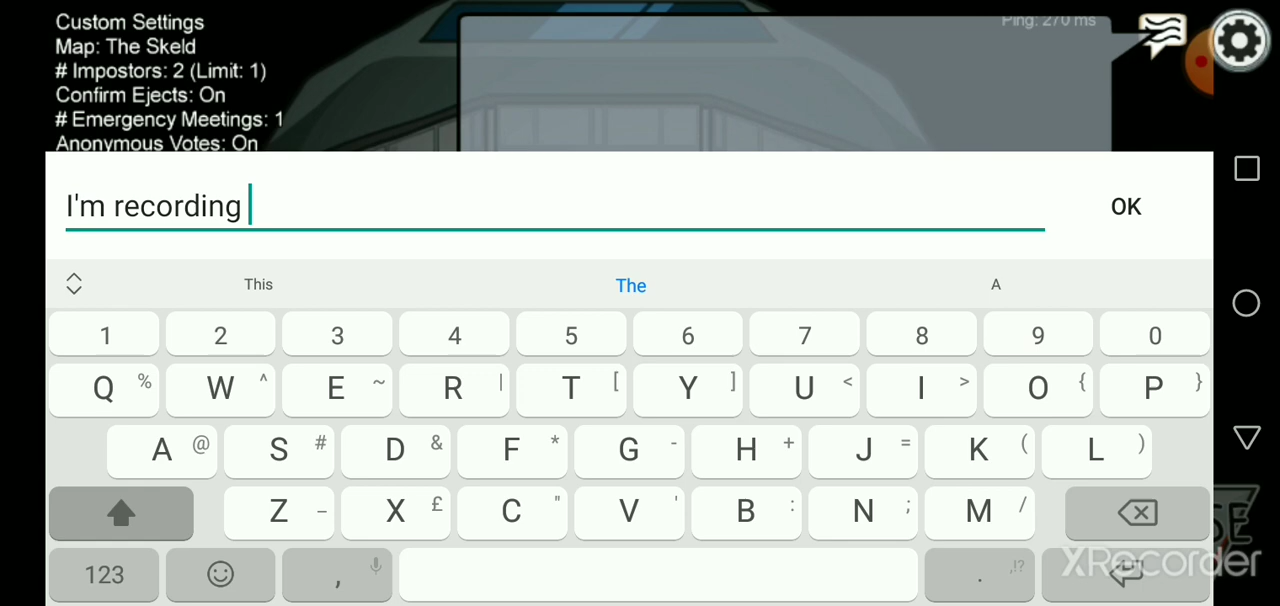 Custom Settings
Map: The Skeld
# Impostors: 2 (Limit: 1)
Confirm Ejects: On
# Emergency Meetings: 1
Anonymous Votes: On
Ping: 270 ms
I'm recording
OK
This The A
1 2 3 4 5 6 7 8 9 0
Q % W ^ E ~ R | T [ Y ] U < I > O { P }
A @ S # D & F * G - H + J = K ( L )
Z _ X £ C " V ' B : N ; M /
123 , . ,!?
XRecorder